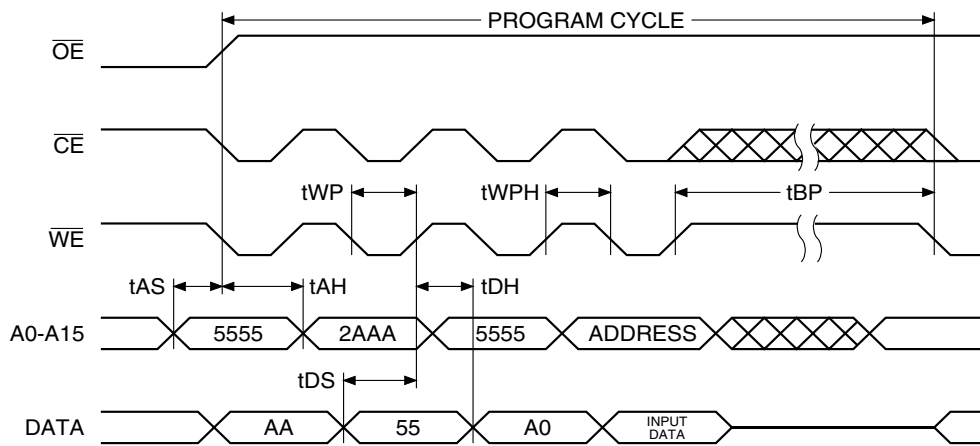 PROGRAM CYCLE
OE
CE
tWP tWPH tBP
WE
tAS tAH tDH
A0-A15 5555 2AAA 5555 ADDRESS
tDS
DATA AA 55 A0 INPUT
DATA